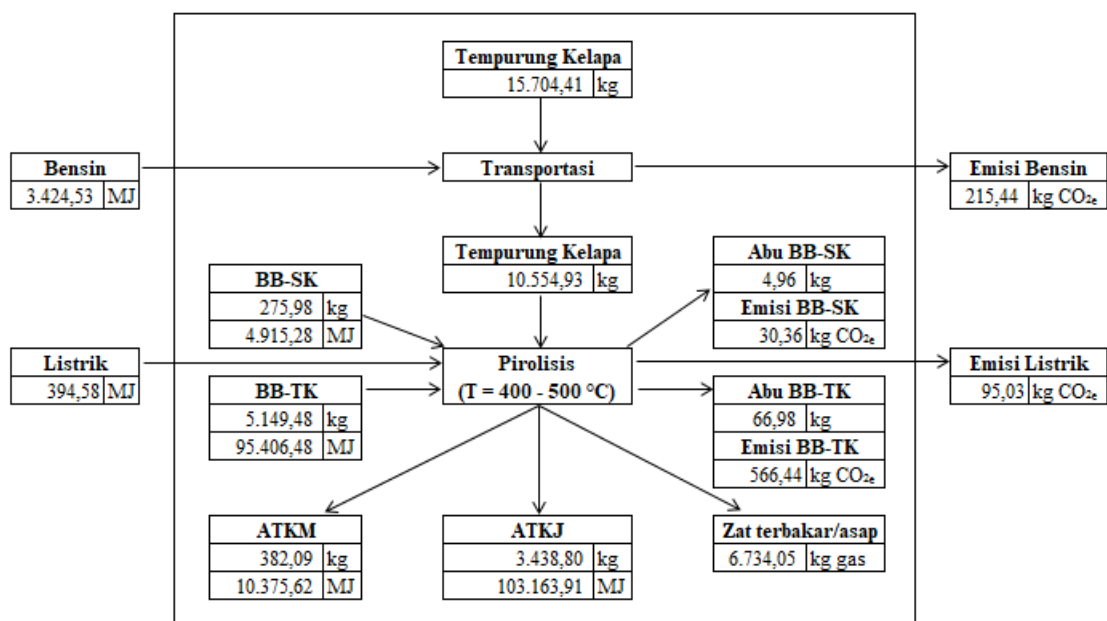 Tempurung Kelapa
15.704,41 kg
Bensin
3.424,53 MJ
Transportasi
Emisi Bensin
215,44 kg CO₂ₑ
Tempurung Kelapa
10.554,93 kg
BB-SK
275,98 kg
4.915,28 MJ
Abu BB-SK
4,96 kg
Emisi BB-SK
30,36 kg CO₂ₑ
Listrik
394,58 MJ
Pirolisis
(T = 400 - 500 °C)
Emisi Listrik
95,03 kg CO₂ₑ
BB-TK
5.149,48 kg
95.406,48 MJ
Abu BB-TK
66,98 kg
Emisi BB-TK
566,44 kg CO₂ₑ
ATKM
382,09 kg
10.375,62 MJ
ATKJ
3.438,80 kg
103.163,91 MJ
Zat terbakar/asap
6.734,05 kg gas